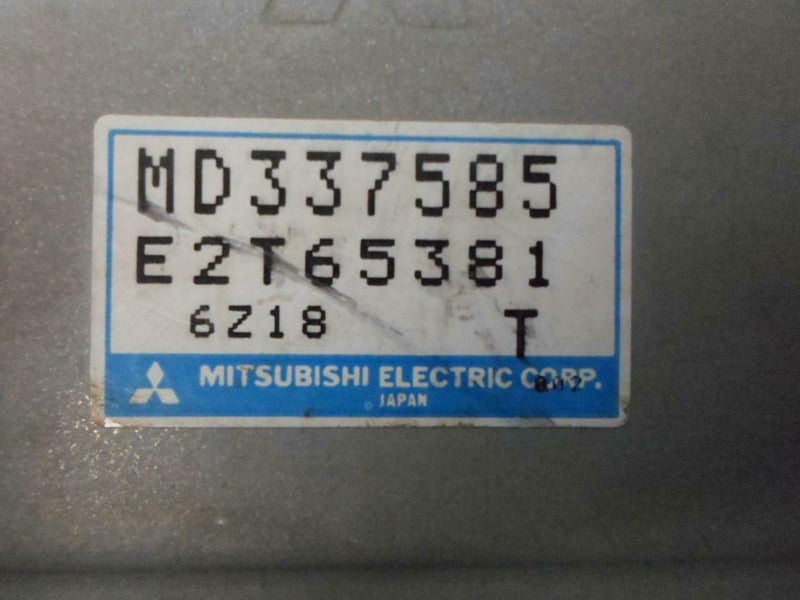 MD337585
E2T65381
6Z18 T
MITSUBISHI ELECTRIC CORP.
JAPAN